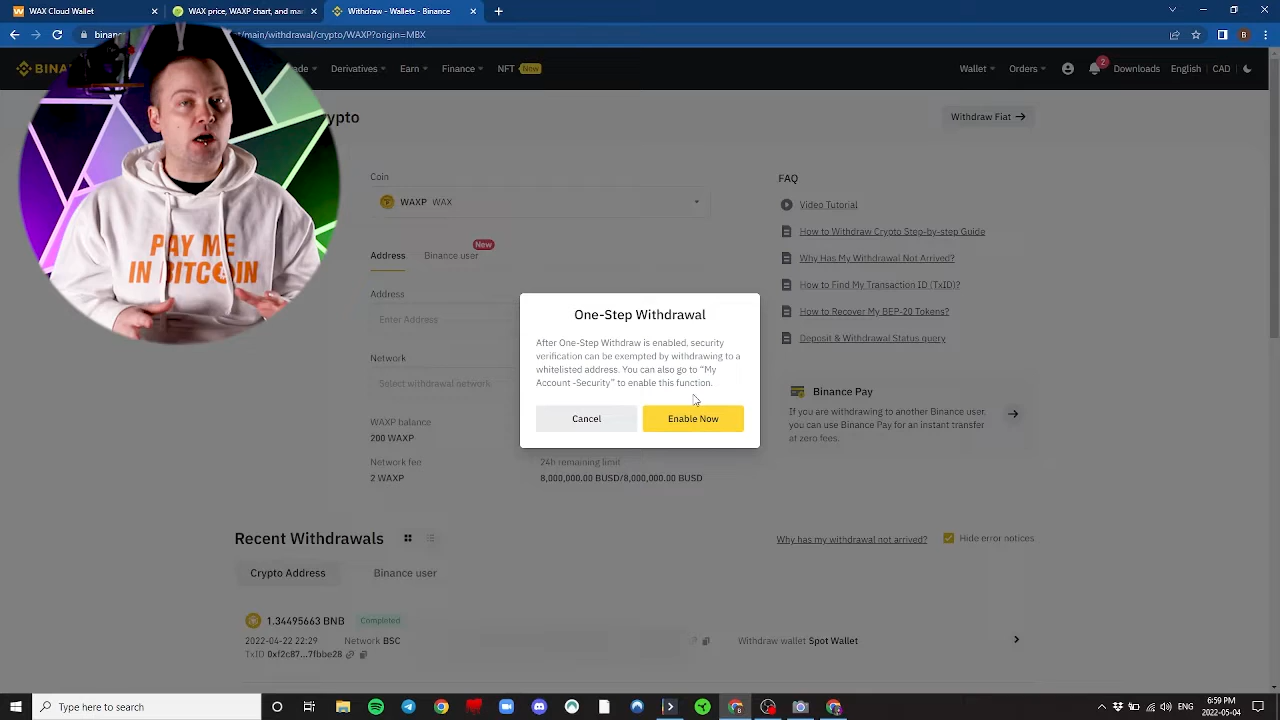 WAX Cloud Wallet
WAX price,
Withdraw - Wallets - Binance
/main/withdrawal/crypto/WAXP?origin=MBX
Derivatives
Earn
Finance
NFT
New
Wallet
Orders
2
Downloads
English
CAD
Withdraw Fiat
PAY ME
IN BITCOIN
Coin
WAXP WAX
Address
Binance user
New
Address
Enter Address
Network
Select withdrawal network
WAXP balance
200 WAXP
Network fee
2 WAXP
24h remaining limit
8,000,000.00 BUSD/8,000,000.00 BUSD
One-Step Withdrawal
After One-Step Withdraw is enabled, security
verification can be exempted by withdrawing to a
whitelisted address. You can also go to “My
Account -Security” to enable this function.
Cancel
Enable Now
FAQ
Video Tutorial
How to Withdraw Crypto Step-by-step Guide
Why Has My Withdrawal Not Arrived?
How to Find My Transaction ID (TxID)?
How to Recover My BEP-20 Tokens?
Deposit & Withdrawal Status query
Binance Pay
If you are withdrawing to another Binance user,
you can use Binance Pay for an instant transfer
at zero fees.
Recent Withdrawals
Why has my withdrawal not arrived?
Hide error notices
Crypto Address
Binance user
1.34495663 BNB
Completed
2022-04-22 22:29
Network BSC
Withdraw wallet Spot Wallet
TxID 0xf2c87...7fbbe28
Type here to search
ENG
6:59 PM
2022-05-04